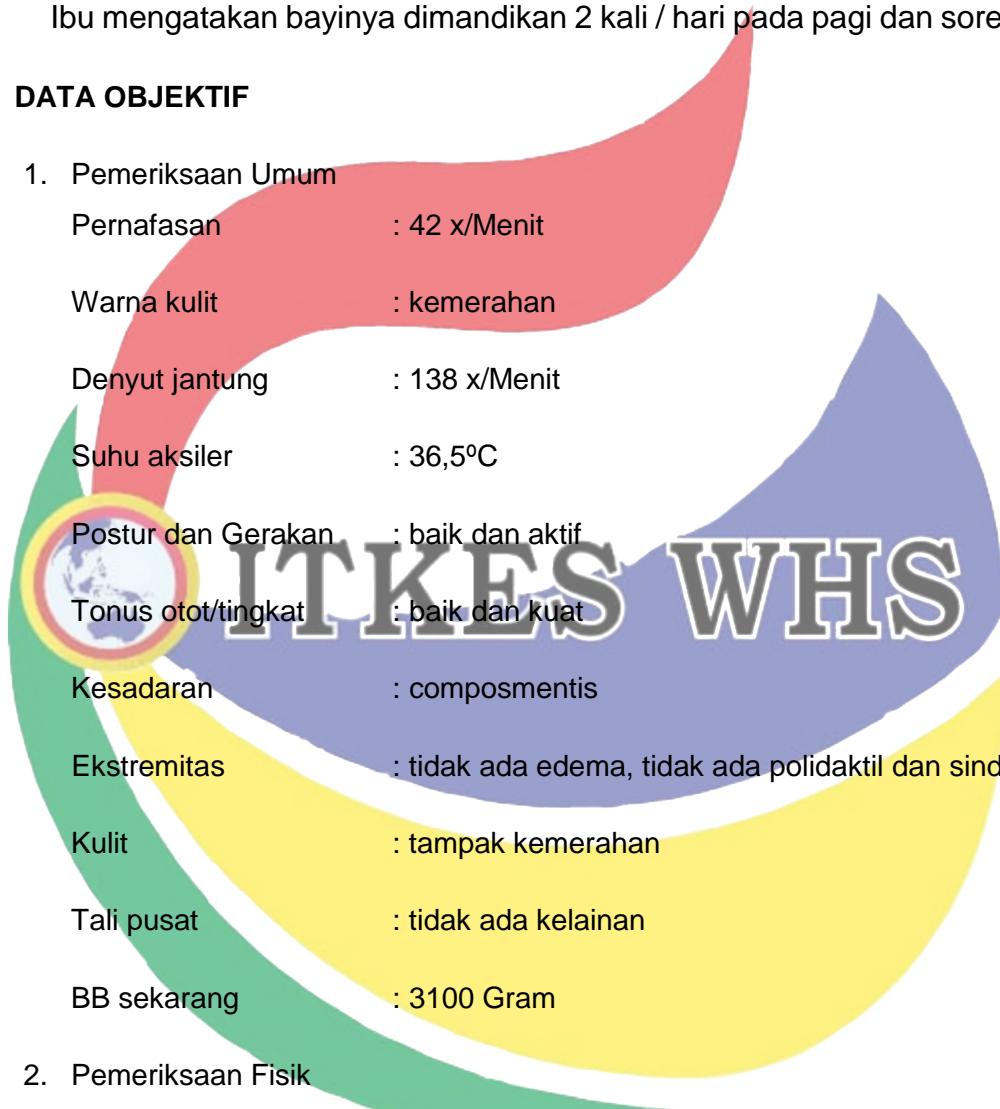 Ibu mengatakan bayinya dimandikan 2 kali / hari pada pagi dan sore
DATA OBJEKTIF
1. Pemeriksaan Umum
Pernafasan : 42 x/Menit
Warna kulit : kemerahan
Denyut jantung : 138 x/Menit
Suhu aksiler : 36,5⁰C
Postur dan Gerakan : baik dan aktif
ITKES WHS
Tonus otot/tingkat : baik dan kuat
Kesadaran : composmentis
Ekstremitas : tidak ada edema, tidak ada polidaktil dan sind
Kulit : tampak kemerahan
Tali pusat : tidak ada kelainan
BB sekarang : 3100 Gram
2. Pemeriksaan Fisik